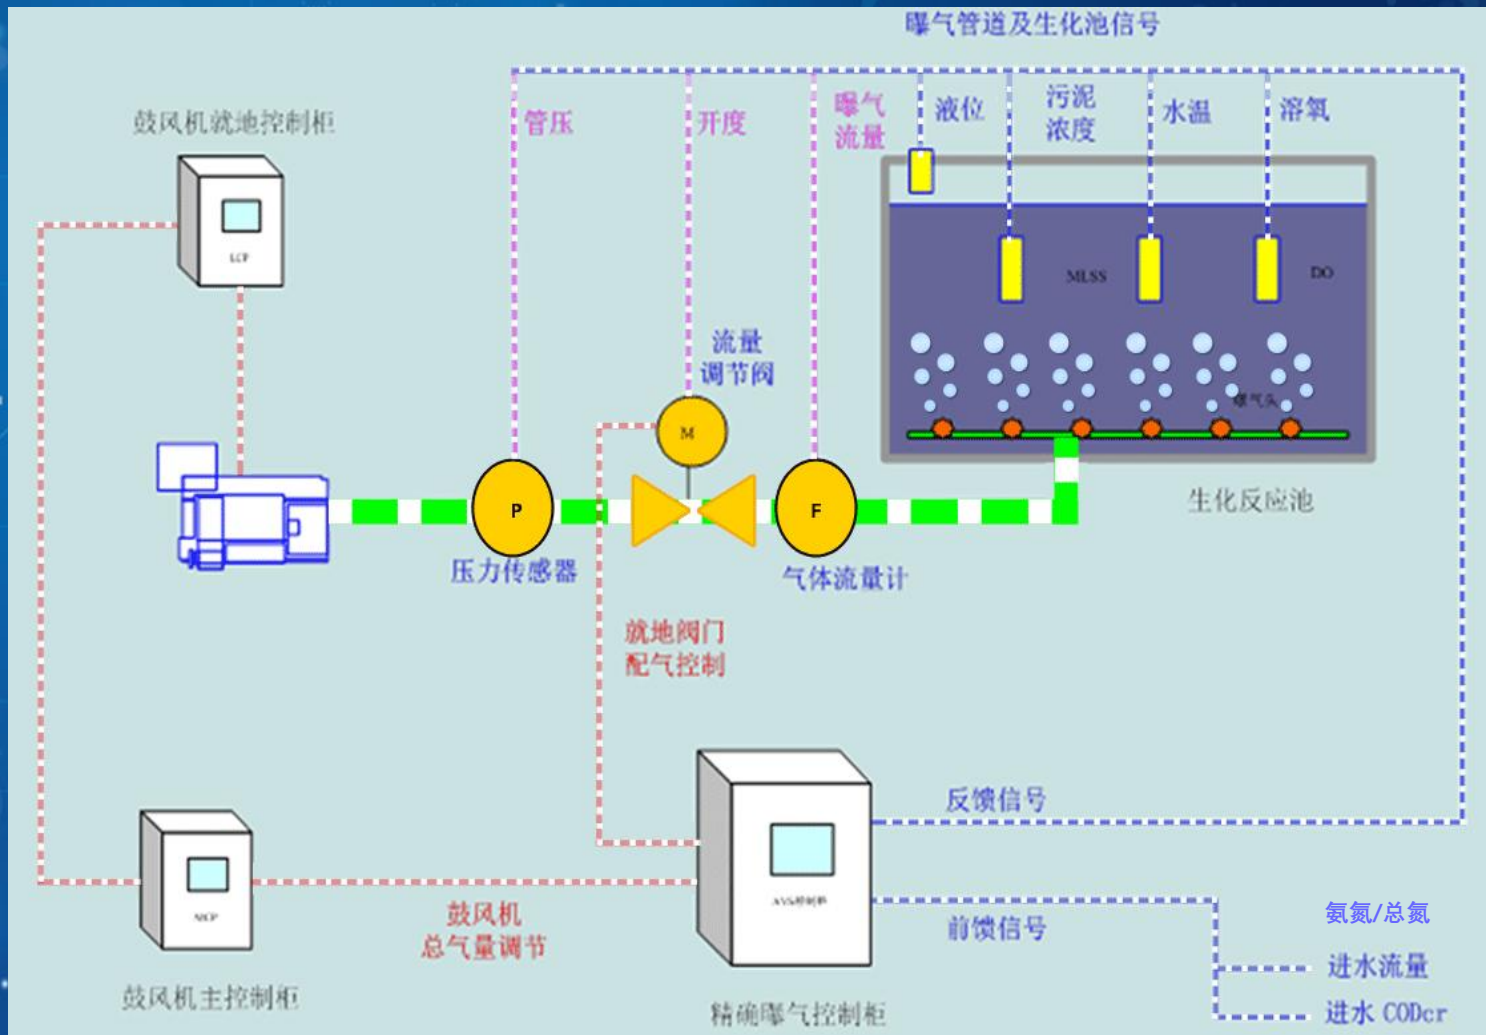 曝气管道及生化池信号
鼓风机就地控制柜
管压
开度
曝气
流量
液位
污泥
浓度
水温
溶氧
LCP
MLSS
DO
流量
调节阀
M
曝气头
P
F
生化反应池
压力传感器
气体流量计
就地阀门
配气控制
反馈信号
MCP
鼓风机
总气量调节
前馈信号
氨氮/总氮
进水流量
进水 CODcr
鼓风机主控制柜
精确曝气控制柜